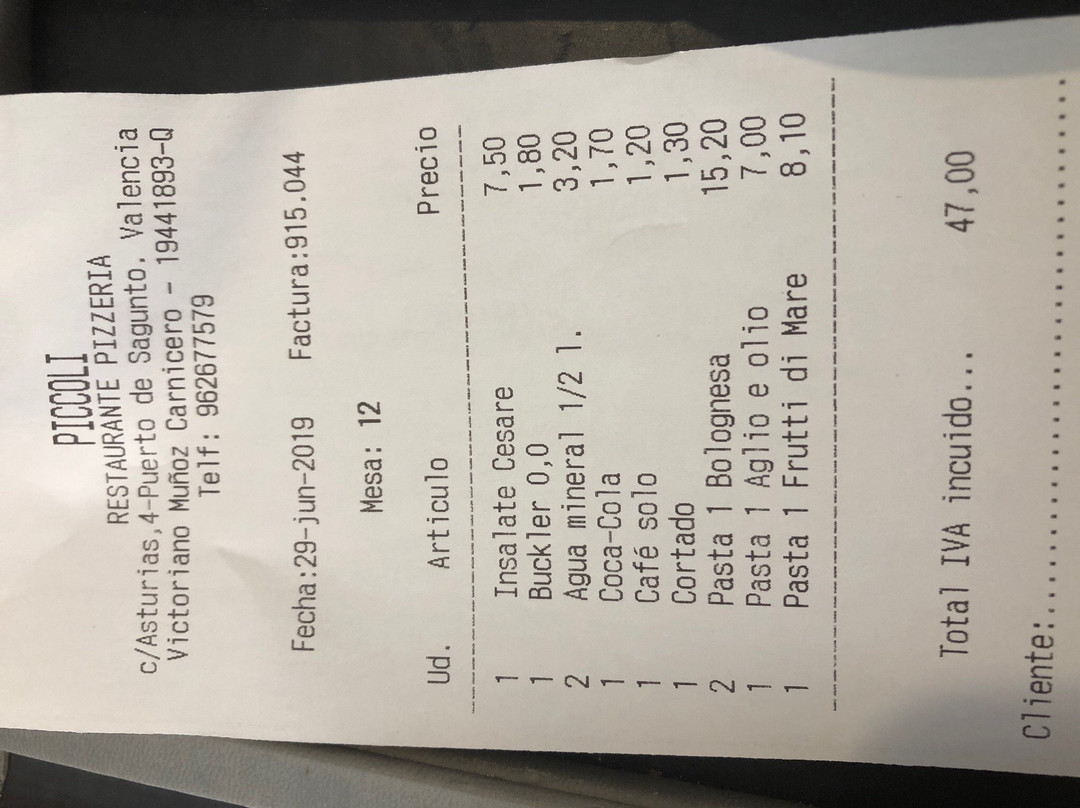 PICCOLI
RESTAURANTE PIZZERIA
c/Asturias,4-Puerto de Sagunto. Valencia
Victoriano Muñoz Carnicero - 19441893-Q
Telf: 962677579
Fecha:29-jun-2019 Factura:915.044
Mesa: 12
Ud. Articulo Precio
1 Insalate Cesare 7,50
1 Buckler 0,0 1,80
2 Agua mineral 1/2 l. 3,20
1 Coca-Cola 1,70
1 Café solo 1,20
1 Cortado 1,30
2 Pasta 1 Bolognesa 15,20
1 Pasta 1 Aglio e olio 7,00
1 Pasta 1 Frutti di Mare 8,10
Total IVA incuido... 47,00
Cliente: